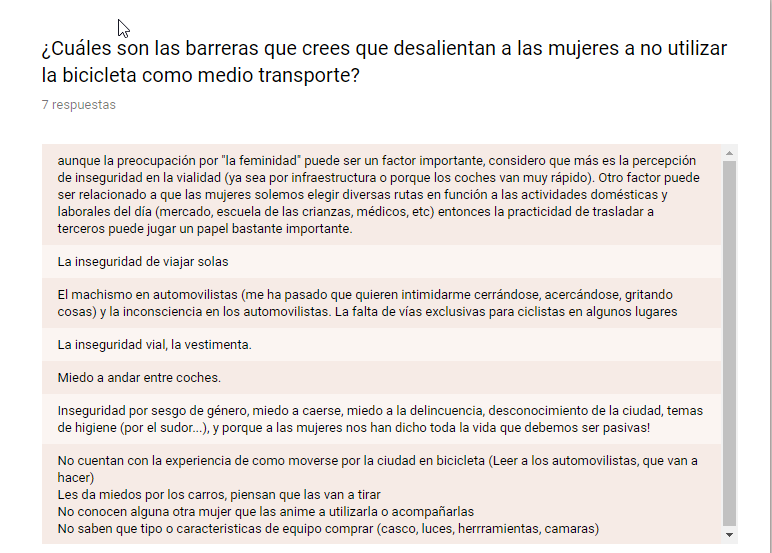 ¿Cuáles son las barreras que crees que desalientan a las mujeres a no utilizar
la bicicleta como medio transporte?
7 respuestas
aunque la preocupación por "la feminidad" puede ser un factor importante, considero que más es la percepción
de inseguridad en la vialidad (ya sea por infraestructura o porque los coches van muy rápido). Otro factor puede
ser relacionado a que las mujeres solemos elegir diversas rutas en función a las actividades domésticas y
laborales del día (mercado, escuela de las crianzas, médicos, etc) entonces la practicidad de trasladar a
terceros puede jugar un papel bastante importante.
La inseguridad de viajar solas
El machismo en automovilistas (me ha pasado que quieren intimidarme cerrándose, acercándose, gritando
cosas) y la inconsciencia en los automovilistas. La falta de vías exclusivas para ciclistas en algunos lugares
La inseguridad vial, la vestimenta.
Miedo a andar entre coches.
Inseguridad por sesgo de género, miedo a caerse, miedo a la delincuencia, desconocimiento de la ciudad, temas
de higiene (por el sudor...), y porque a las mujeres nos han dicho toda la vida que debemos ser pasivas!
No cuentan con la experiencia de como moverse por la ciudad en bicicleta (Leer a los automovilistas, que van a
hacer)
Les da miedos por los carros, piensan que las van a tirar
No conocen alguna otra mujer que las anime a utilizarla o acompañarlas
No saben que tipo o caracteristicas de equipo comprar (casco, luces, herrramientas, camaras)